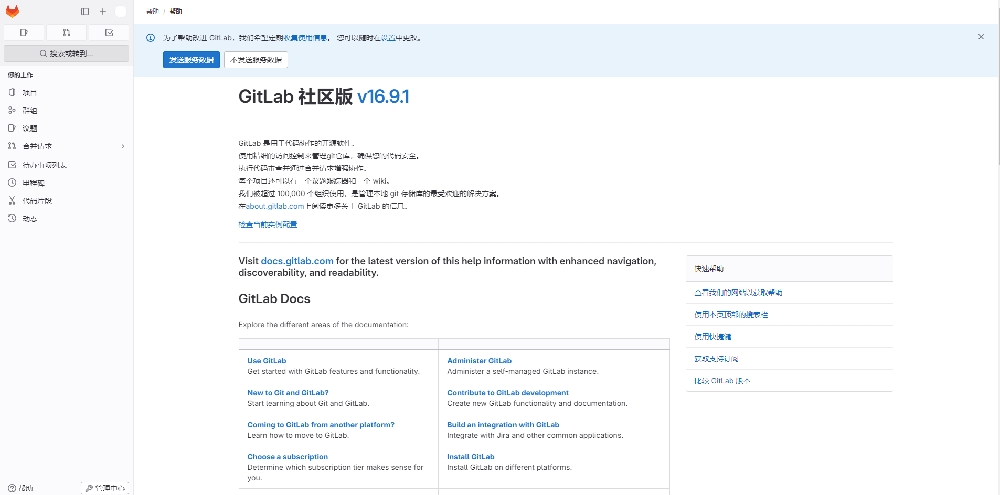 搜索或转到...
你的工作
项目
群组
议题
合并请求
待办事项列表
里程碑
代码片段
动态
帮助
管理中心
帮助 / 帮助
为了帮助改进 GitLab，我们希望定期收集使用信息。 您可以随时在设置中更改。
发送服务数据 不发送服务数据
GitLab 社区版 v16.9.1
GitLab 是用于代码协作的开源软件。
使用精细的访问控制来管理git仓库，确保您的代码安全。
执行代码审查并通过合并请求增强协作。
每个项目还可以有一个议题跟踪器和一个 wiki。
我们被超过 100,000 个组织使用，是管理本地 git 存储库的最受欢迎的解决方案。
在about.gitlab.com上阅读更多关于 GitLab 的信息。
检查当前实例配置
Visit docs.gitlab.com for the latest version of this help information with enhanced navigation,
discoverability, and readability.
GitLab Docs
Explore the different areas of the documentation:
Use GitLab
Get started with GitLab features and functionality.
Administer GitLab
Administer a self-managed GitLab instance.
New to Git and GitLab?
Start learning about Git and GitLab.
Contribute to GitLab development
Create new GitLab functionality and documentation.
Coming to GitLab from another platform?
Learn how to move to GitLab.
Build an integration with GitLab
Integrate with Jira and other common applications.
Choose a subscription
Determine which subscription tier makes sense for
you.
Install GitLab
Install GitLab on different platforms.
快速帮助
查看我们的网站以获取帮助
使用本页顶部的搜索栏
使用快捷键
获取支持订阅
比较 GitLab 版本